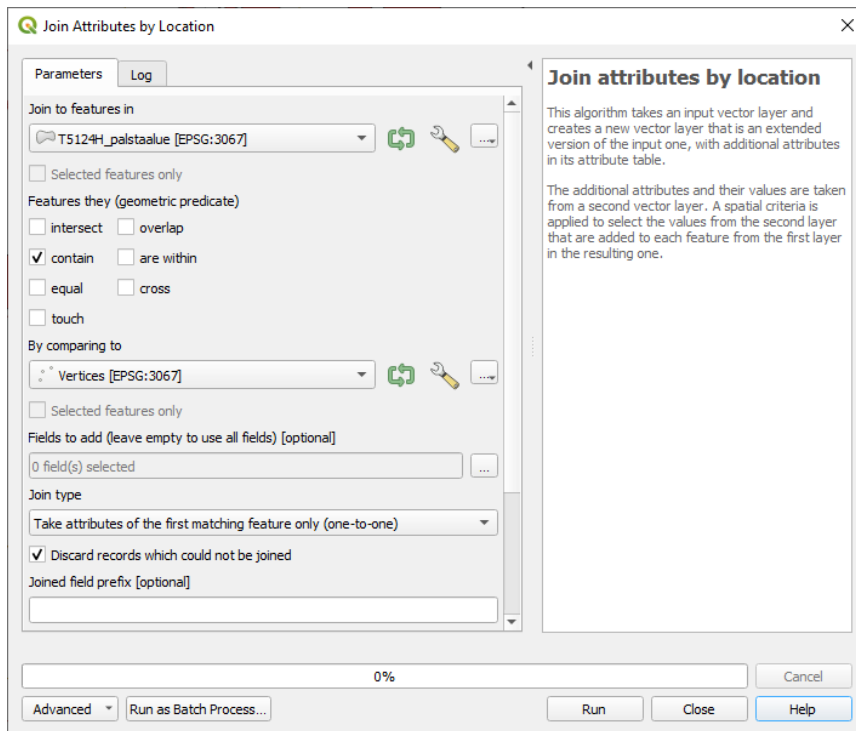 Join Attributes by Location
Parameters
Log
Join to features in
T5124H_palstaalue [EPSG:3067]
...
Selected features only
Features they (geometric predicate)
intersect
overlap
contain
are within
equal
cross
touch
By comparing to
Vertices [EPSG:3067]
...
Selected features only
Fields to add (leave empty to use all fields) [optional]
0 field(s) selected
...
Join type
Take attributes of the first matching feature only (one-to-one)
Discard records which could not be joined
Joined field prefix [optional]
Join attributes by location
This algorithm takes an input vector layer and
creates a new vector layer that is an extended
version of the input one, with additional attributes
in its attribute table.
The additional attributes and their values are taken
from a second vector layer. A spatial criteria is
applied to select the values from the second layer
that are added to each feature from the first layer
in the resulting one.
0%
Cancel
Advanced
Run as Batch Process...
Run
Close
Help